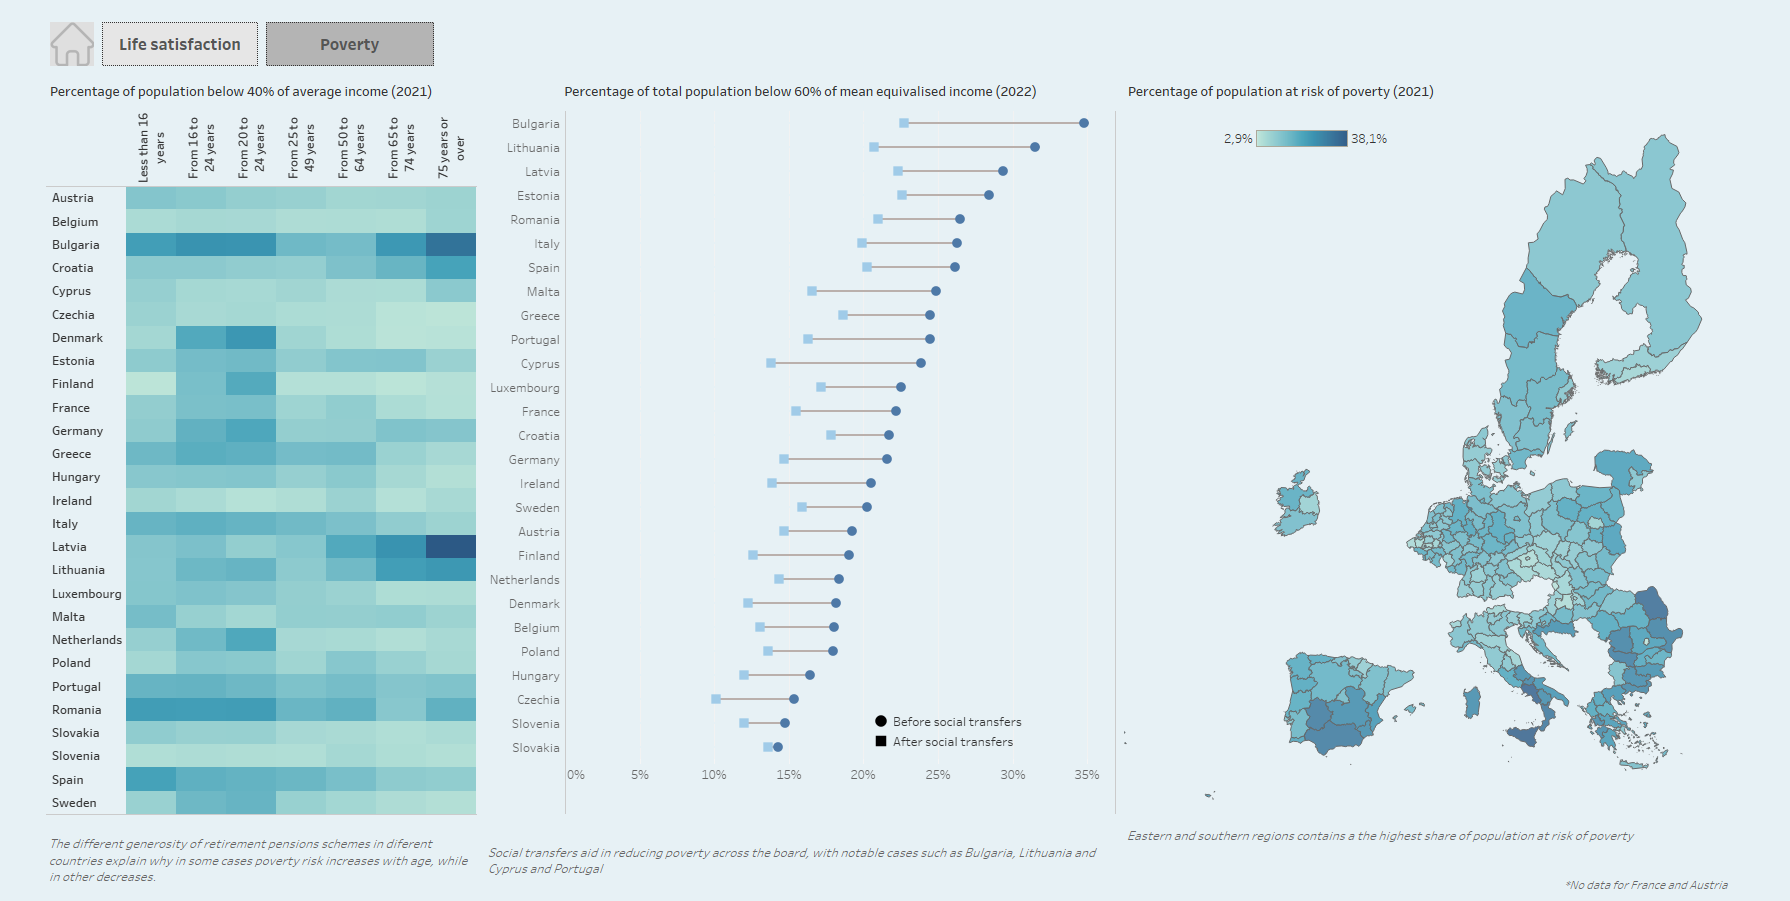 Life satisfaction
Poverty
Percentage of population below 40% of average income (2021)
Less than 16
years
From 16 to
24 years
From 20 to
24 years
From 25 to
49 years
From 50 to
64 years
From 65 to
74 years
75 years or
over
Austria
Belgium
Bulgaria
Croatia
Cyprus
Czechia
Denmark
Estonia
Finland
France
Germany
Greece
Hungary
Ireland
Italy
Latvia
Lithuania
Luxembourg
Malta
Netherlands
Poland
Portugal
Romania
Slovakia
Slovenia
Spain
Sweden
The different generosity of retirement pensions schemes in diferent
countries explain why in some cases poverty risk increases with age, while
in other decreases.
Percentage of total population below 60% of mean equivalised income (2022)
Bulgaria
Lithuania
Latvia
Estonia
Romania
Italy
Spain
Malta
Greece
Portugal
Cyprus
Luxembourg
France
Croatia
Germany
Ireland
Sweden
Austria
Finland
Netherlands
Denmark
Belgium
Poland
Hungary
Czechia
Slovenia
Slovakia
Before social transfers
After social transfers
0% 5% 10% 15% 20% 25% 30% 35%
Social transfers aid in reducing poverty across the board, with notable cases such as Bulgaria, Lithuania and
Cyprus and Portugal
Percentage of population at risk of poverty (2021)
2,9% 38,1%
Eastern and southern regions contains a the highest share of population at risk of poverty
*No data for France and Austria